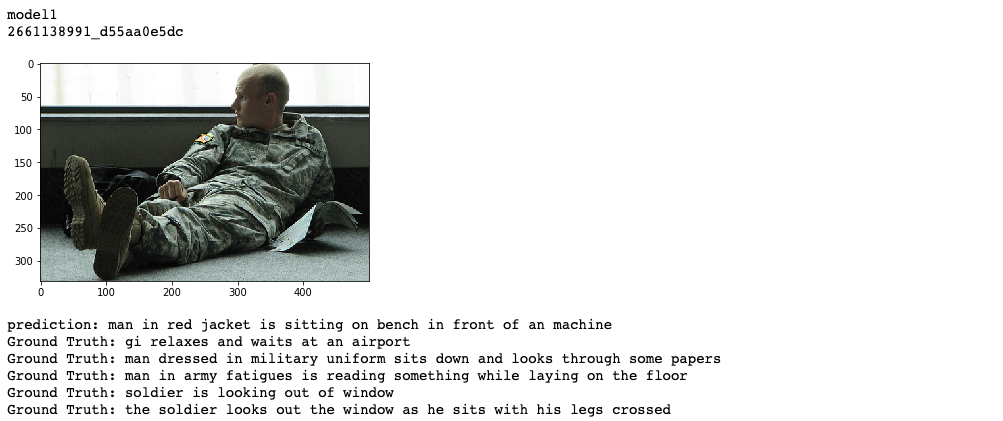 model1
2661138991_d55aa0e5dc
0
50
100
150
200
250
300
0 100 200 300 400
prediction: man in red jacket is sitting on bench in front of an machine
Ground Truth: gi relaxes and waits at an airport
Ground Truth: man dressed in military uniform sits down and looks through some papers
Ground Truth: man in army fatigues is reading something while laying on the floor
Ground Truth: soldier is looking out of window
Ground Truth: the soldier looks out the window as he sits with his legs crossed